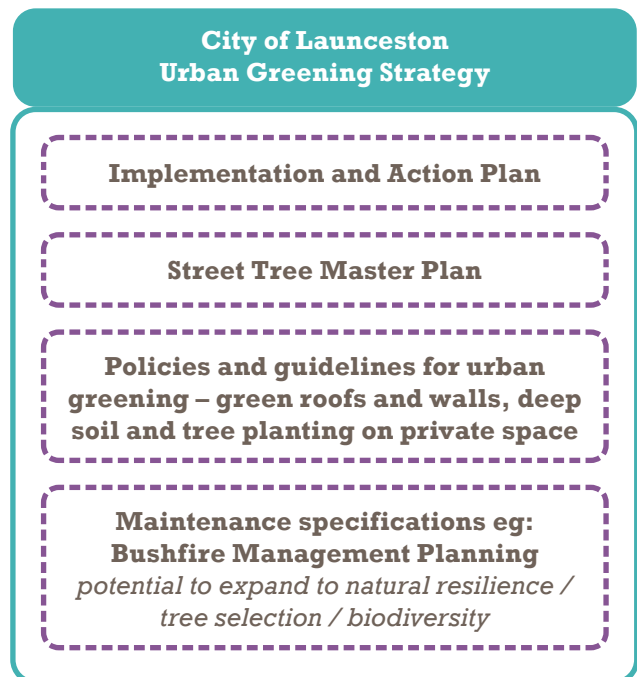 City of Launceston
Urban Greening Strategy
Implementation and Action Plan
Street Tree Master Plan
Policies and guidelines for urban
greening – green roofs and walls, deep
soil and tree planting on private space
Maintenance specifications eg:
Bushfire Management Planning
potential to expand to natural resilience /
tree selection / biodiversity